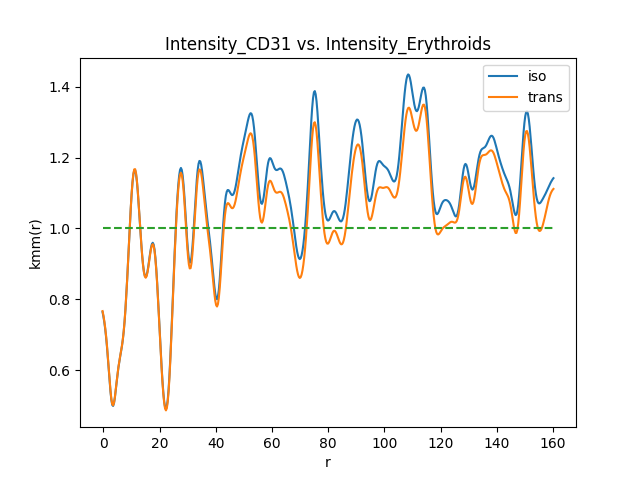 Intensity_CD31 vs. Intensity_Erythroids
iso
trans
kmm(r)
1.4
1.2
1.0
0.8
0.6
0 20 40 60 80 100 120 140 160
r